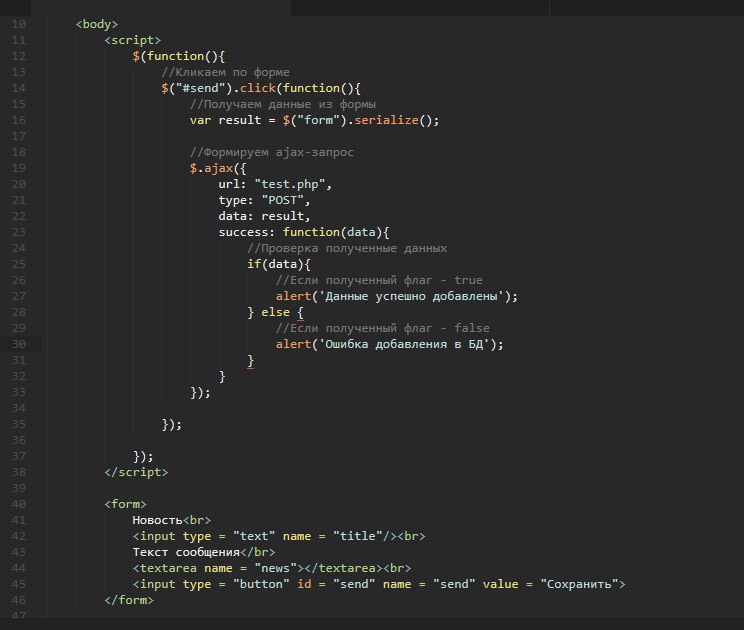 10 <body>
11 <script>
12 $(function(){
13 //Кликаем по форме
14 $("#send").click(function(){
15 //Получаем данные из формы
16 var result = $("form").serialize();
17
18 //Формируем ajax-запрос
19 $.ajax({
20 url: "test.php",
21 type: "POST",
22 data: result,
23 success: function(data){
24 //Проверка полученные данных
25 if(data){
26 //Если полученный флаг - true
27 alert('Данные успешно добавлены');
28 } else {
29 //Если полученный флаг - false
30 alert('Ошибка добавления в БД');
31 }
32 }
33 });
34
35 });
36
37 });
38 </script>
39
40 <form>
41 Новость<br>
42 <input type = "text" name = "title"/><br>
43 Текст сообщения</br>
44 <textarea name = "news"></textarea><br>
45 <input type = "button" id = "send" name = "send" value = "Сохранить">
46 </form>
47